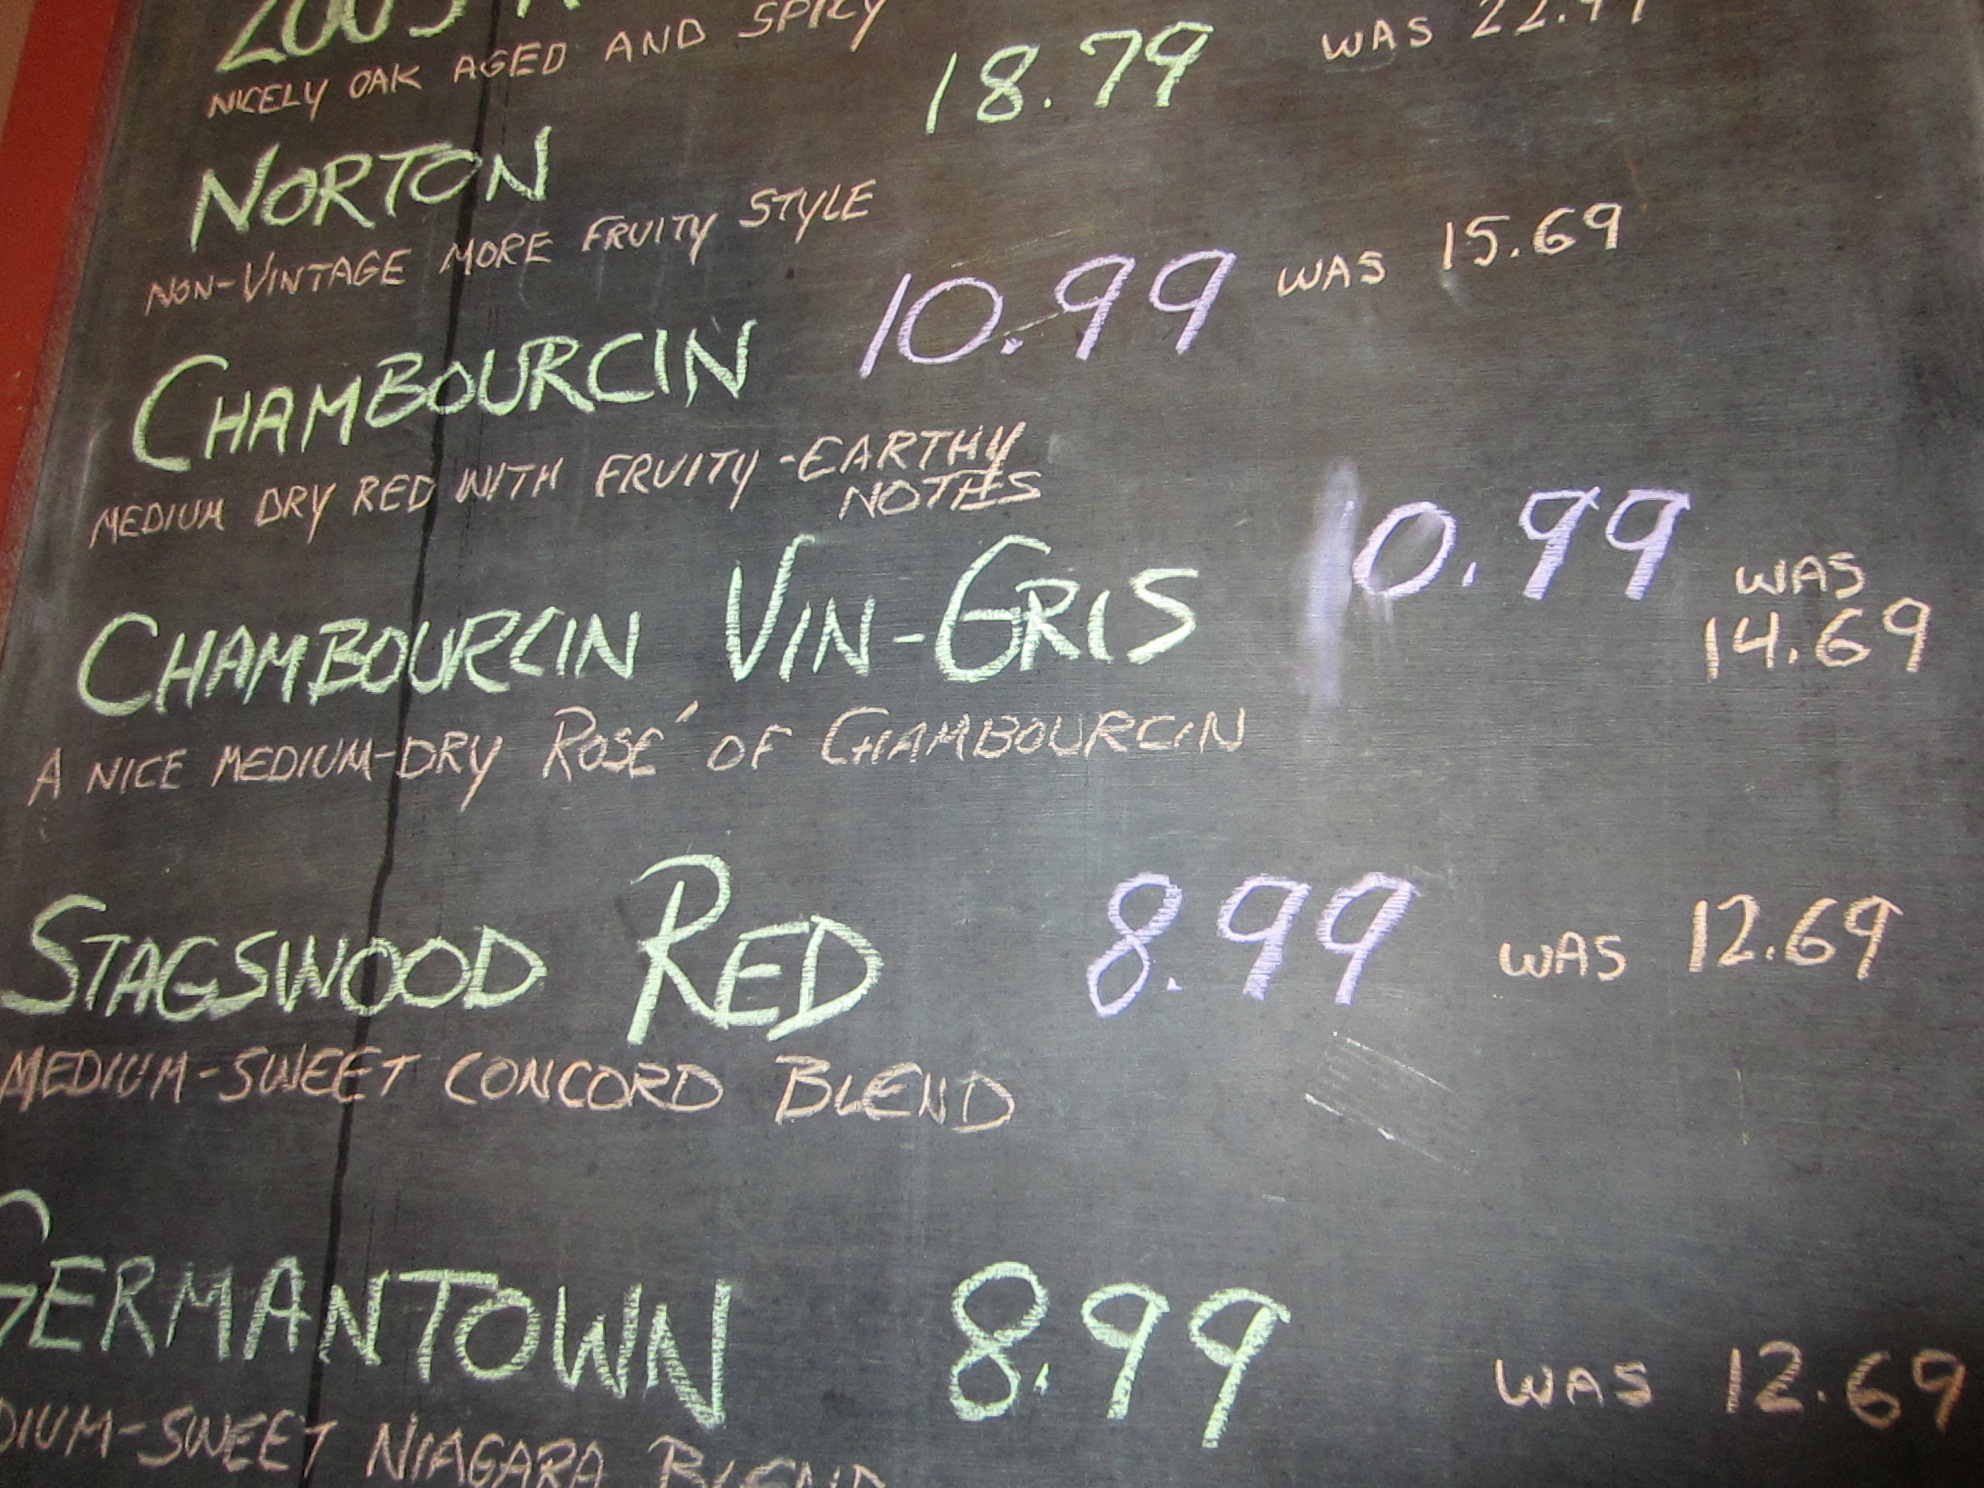 NICELY OAK AGED AND SPICY
NORTON 18.79 WAS
NON-VINTAGE MORE FRUITY STYLE
CHAMBOURCIN 10.99 WAS 15.69
MEDIUM DRY RED WITH FRUITY-EARTHY
NOTES
CHAMBOURCIN VIN-GRIS 10.99 WAS
14.69
A NICE MEDIUM-DRY ROSÉ OF CHAMBOURCIN
STAGSWOOD RED 8.99 WAS 12.69
MEDIUM-SWEET CONCORD BLEND
GERMANTOWN 8.99 WAS 12.69
DIUM-SWEET NIAGARA BLEND